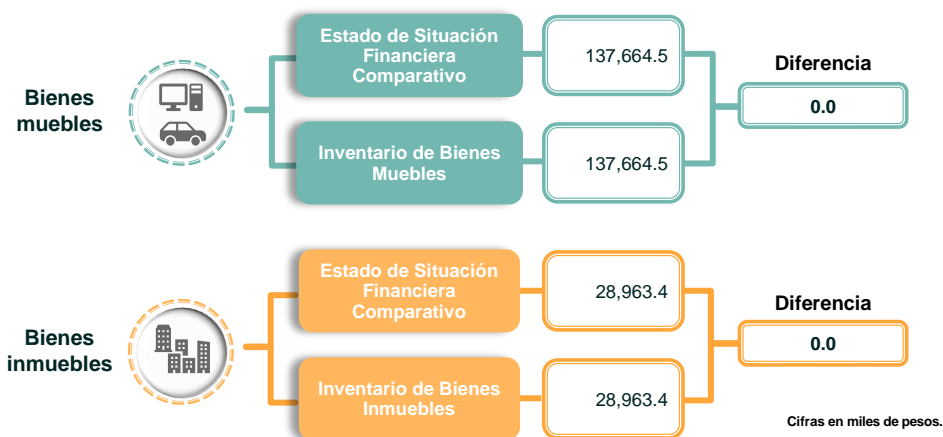 Bienes
muebles
Estado de Situación
Financiera
Comparativo
137,664.5
Inventario de Bienes
Muebles
137,664.5
Diferencia
0.0
Bienes
inmuebles
Estado de Situación
Financiera
Comparativo
28,963.4
Inventario de Bienes
Inmuebles
28,963.4
Diferencia
0.0
Cifras en miles de pesos.